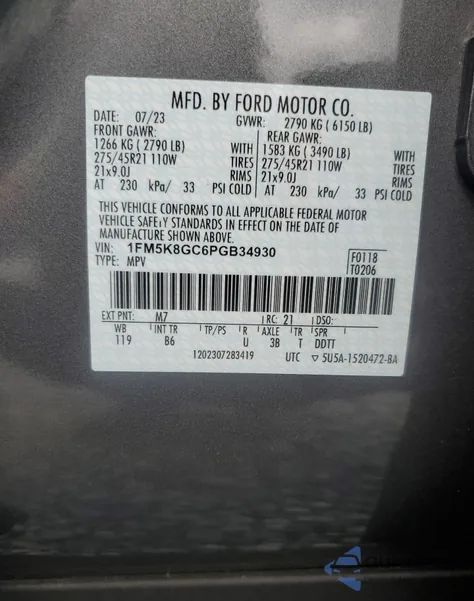 MFD. BY FORD MOTOR CO.
DATE: 07/23 GVWR: 2790 KG (6150 LB)
FRONT GAWR: REAR GAWR:
1266 KG (2790 LB) WITH 1583 KG (3490 LB) WITH
275/45R21 110W TIRES 275/45R21 110W TIRES
21x9.0J RIMS 21x9.0J RIMS
AT 230 kPa/ 33 PSI COLD AT 230 kPa/ 33 PSI COLD
THIS VEHICLE CONFORMS TO ALL APPLICABLE FEDERAL MOTOR
VEHICLE SAFETY STANDARDS IN EFFECT ON THE DATE OF
MANUFACTURE SHOWN ABOVE.
VIN: 1FM5K8GC6PGB34930 F0118
TYPE: MPV T0206
EXT PNT: M7 RC: 21 DSO:
WB INT TR TP/PS R AXLE TR SPR
119 B6 U 3B T DDTT
1202307283419 UTC ▽ 5U5A-1520472-BA